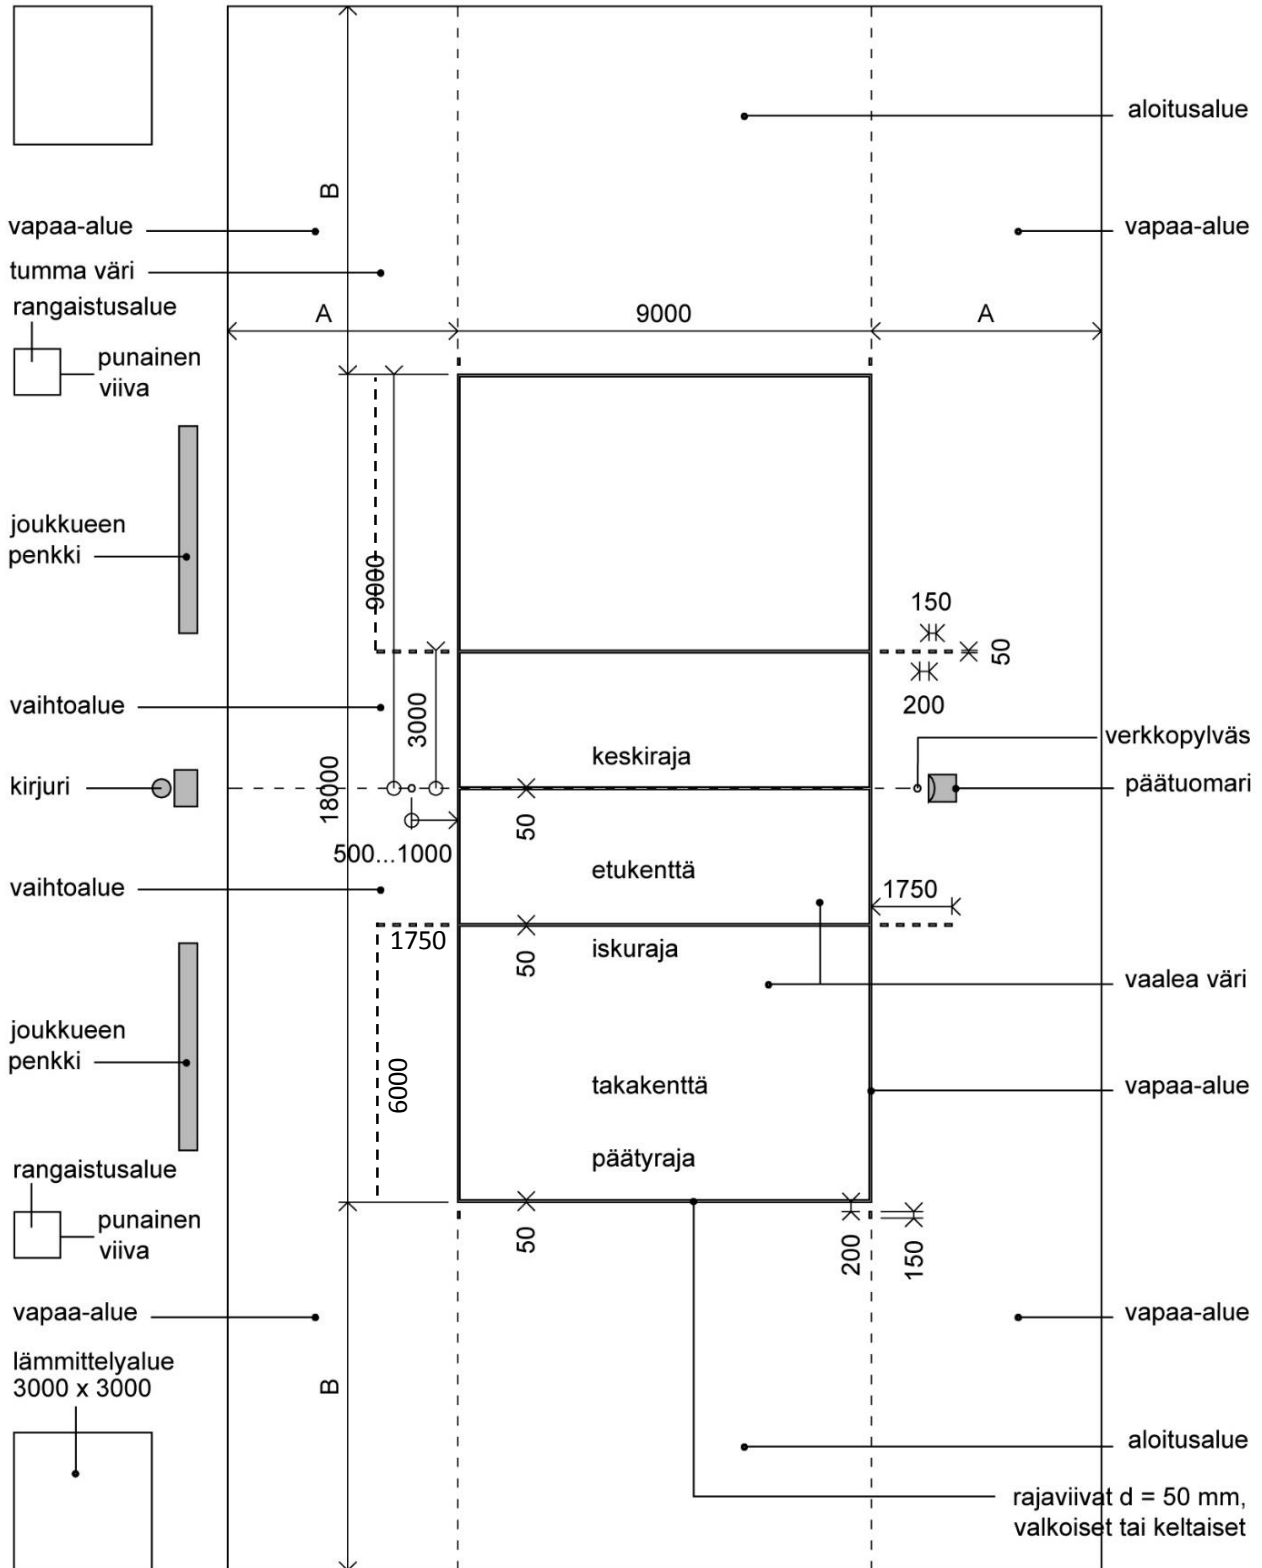 aloitusalue
B
vapaa-alue
vapaa-alue
tumma väri
rangaistusalue
A
9000
A
punainen
viiva
joukkueen
penkki
9000
150
50
200
vaihtoalue
3000
verkkopylväs
keskiraja
kirjuri
18000
päätuomari
50
500...1000
etukenttä
vaihtoalue
1750
1750
50
iskuraja
vaalea väri
joukkueen
penkki
6000
takakenttä
vapaa-alue
päätyraja
rangaistusalue
punainen
viiva
50
200
150
vapaa-alue
vapaa-alue
lämmittelyalue
3000 x 3000
B
aloitusalue
rajaviivat d = 50 mm,
valkoiset tai keltaiset